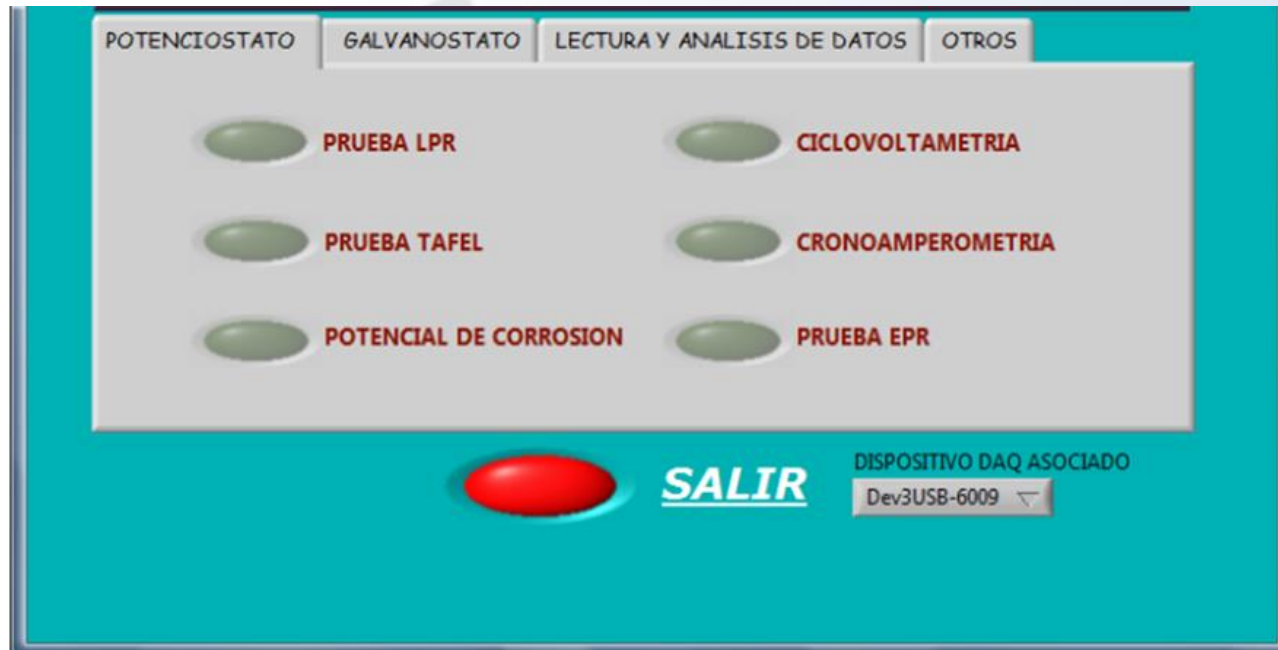 POTENCIOSTATO
GALVANOSTATO
LECTURA Y ANALISIS DE DATOS
OTROS
PRUEBA LPR
CICLOVOLTAMETRIA
PRUEBA TAFEL
CRONOAMPEROMETRIA
POTENCIAL DE CORROSION
PRUEBA EPR
SALIR
DISPOSITIVO DAQ ASOCIADO
Dev3USB-6009